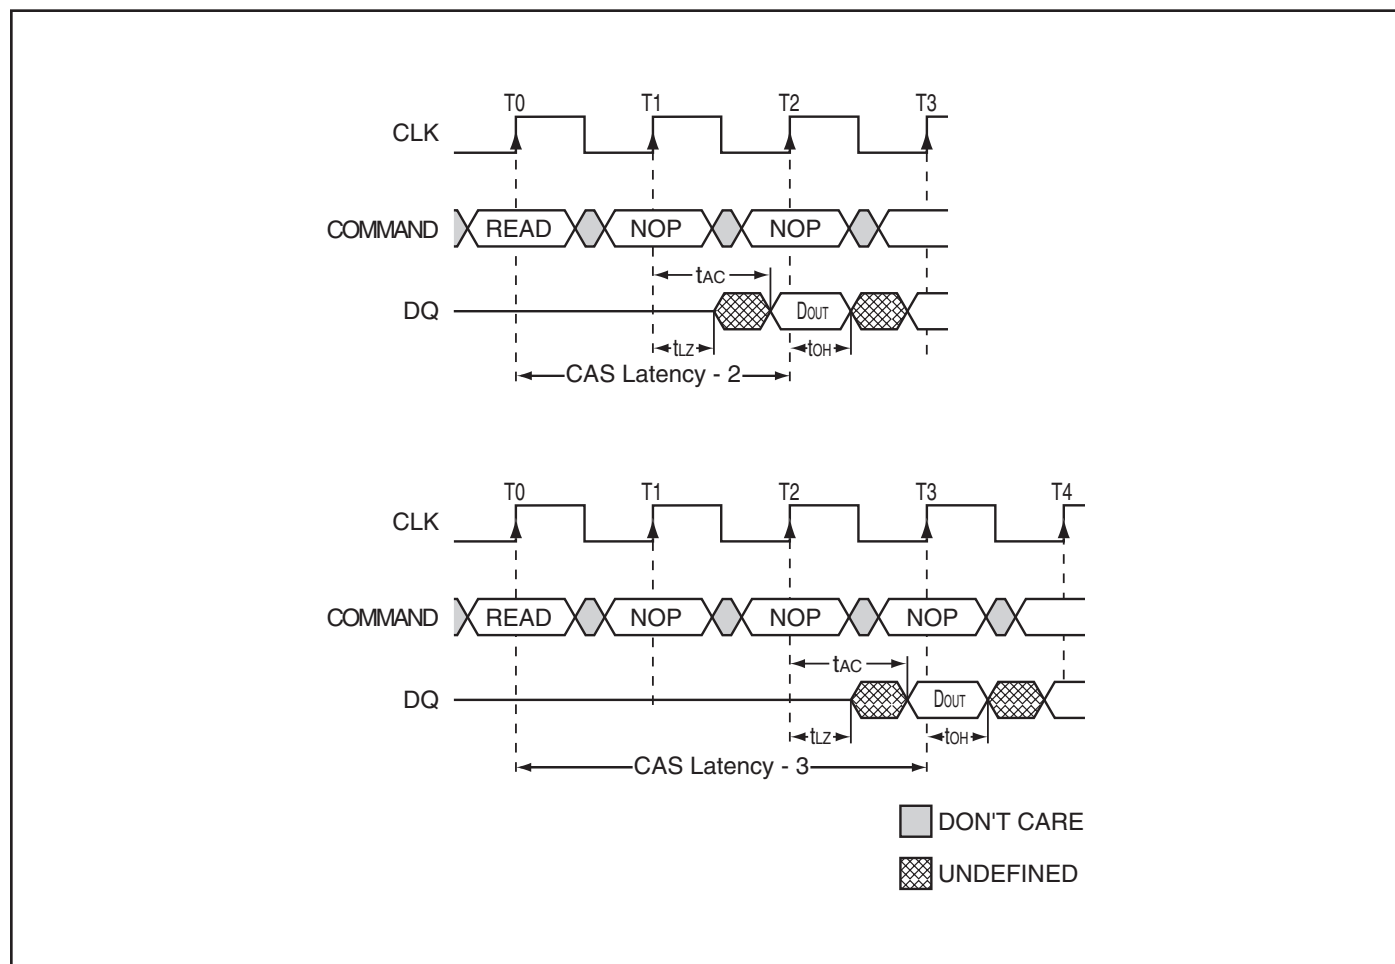 T0 T1 T2 T3
CLK
COMMAND READ NOP NOP
tAC
DQ DOUT
tLZ tOH
CAS Latency - 2
T0 T1 T2 T3 T4
CLK
COMMAND READ NOP NOP NOP
tAC
DQ DOUT
tLZ tOH
CAS Latency - 3
DON'T CARE
UNDEFINED